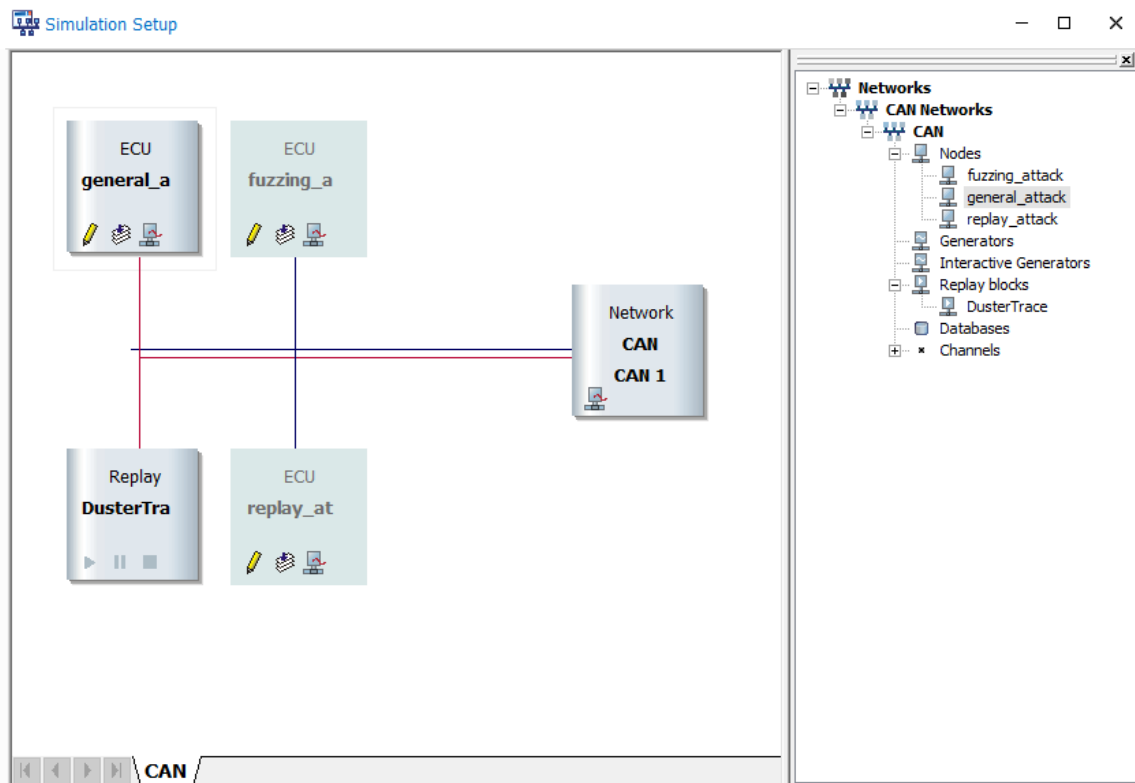 Simulation Setup
ECU
general_a
ECU
fuzzing_a
Network
CAN
CAN 1
Replay
DusterTra
ECU
replay_at
CAN
Networks
CAN Networks
CAN
Nodes
fuzzing_attack
general_attack
replay_attack
Generators
Interactive Generators
Replay blocks
DusterTrace
Databases
Channels